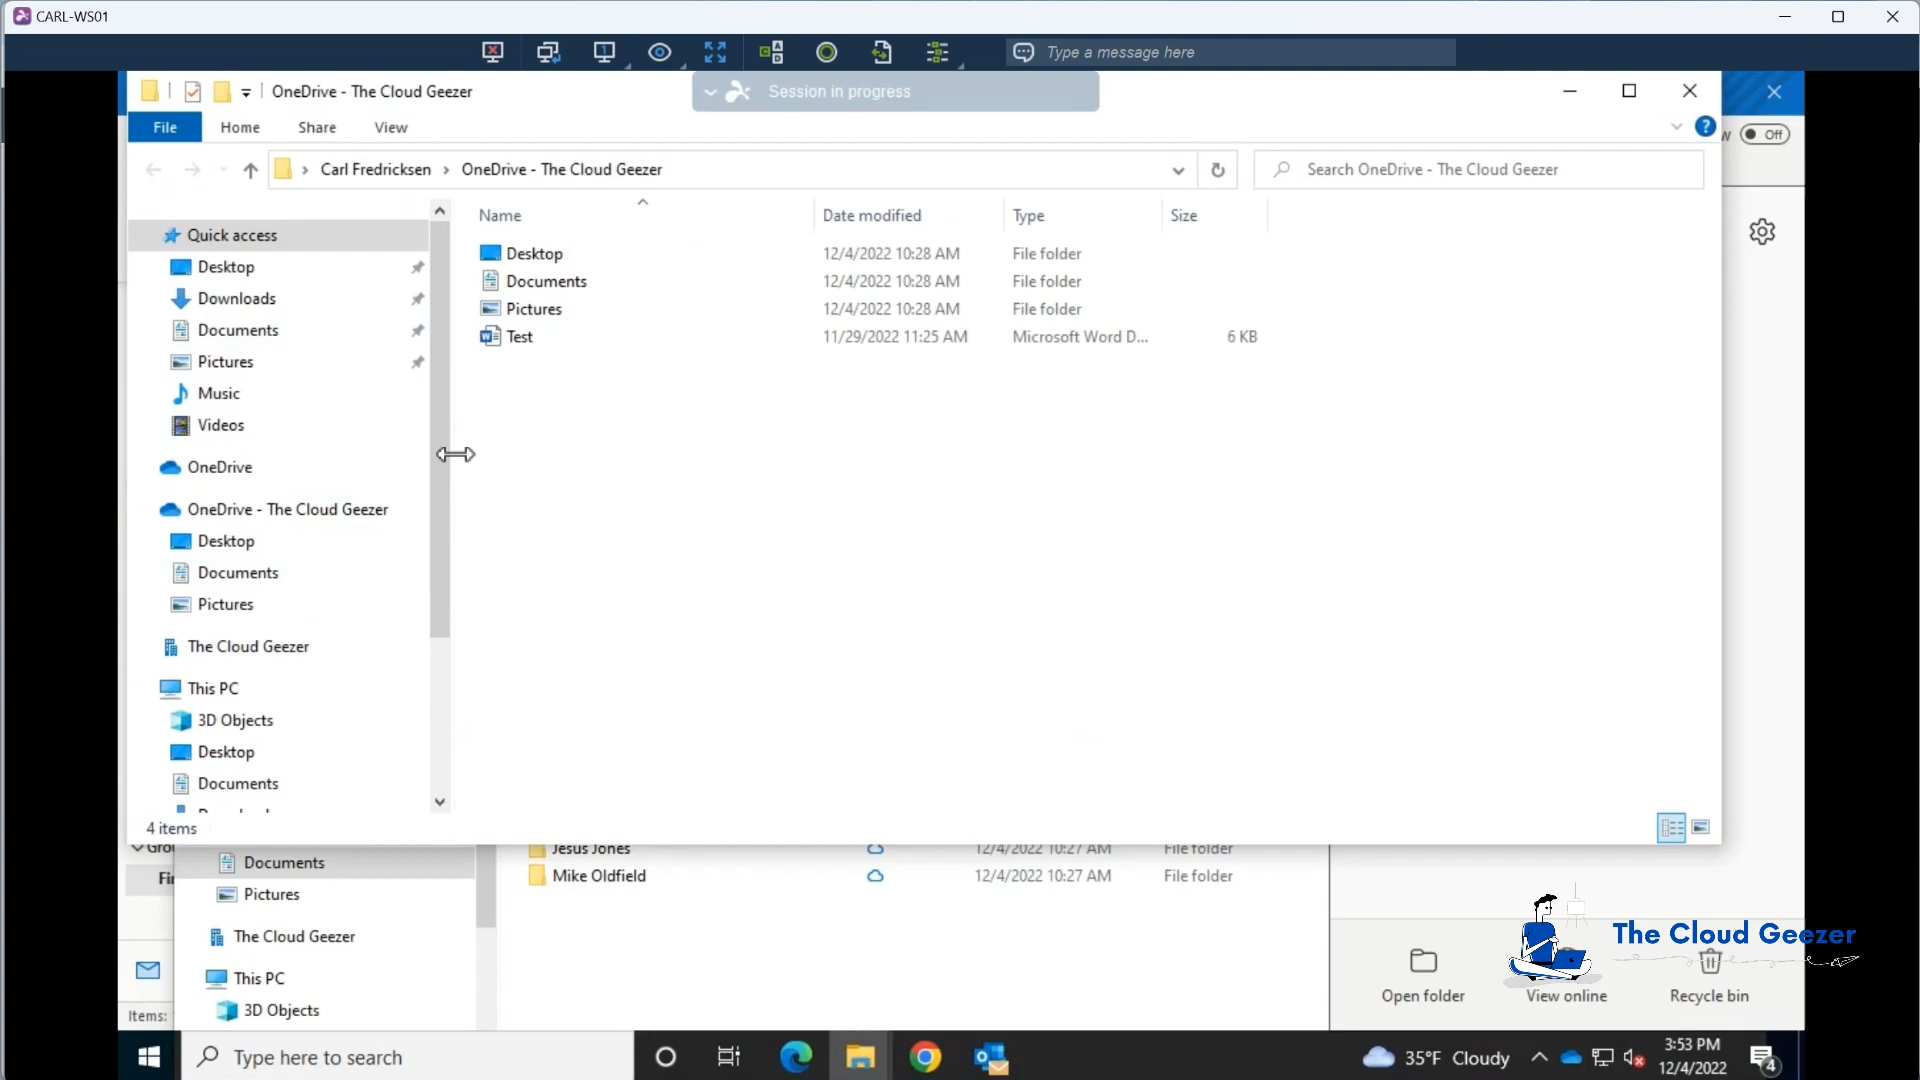 CARL-WS01
Type a message here
OneDrive - The Cloud Geezer
Session in progress
File Home Share View
w Off
Carl Fredricksen > OneDrive - The Cloud Geezer
Search OneDrive - The Cloud Geezer
Name Date modified Type Size
Quick access
Desktop
Downloads
Documents
Pictures
Music
Videos
OneDrive
OneDrive - The Cloud Geezer
Desktop
Documents
Pictures
The Cloud Geezer
This PC
3D Objects
Desktop
Documents
Desktop 12/4/2022 10:28 AM File folder
Documents 12/4/2022 10:28 AM File folder
Pictures 12/4/2022 10:28 AM File folder
Test 11/29/2022 11:25 AM Microsoft Word D... 6 KB
4 items
Jesus Jones 12/4/2022 10:27 AM File folder
Mike Oldfield 12/4/2022 10:27 AM File folder
Documents
Pictures
The Cloud Geezer
This PC
3D Objects
Items:
The Cloud Geezer
Open folder
View online
Recycle bin
Type here to search
35°F Cloudy
3:53 PM
12/4/2022
4